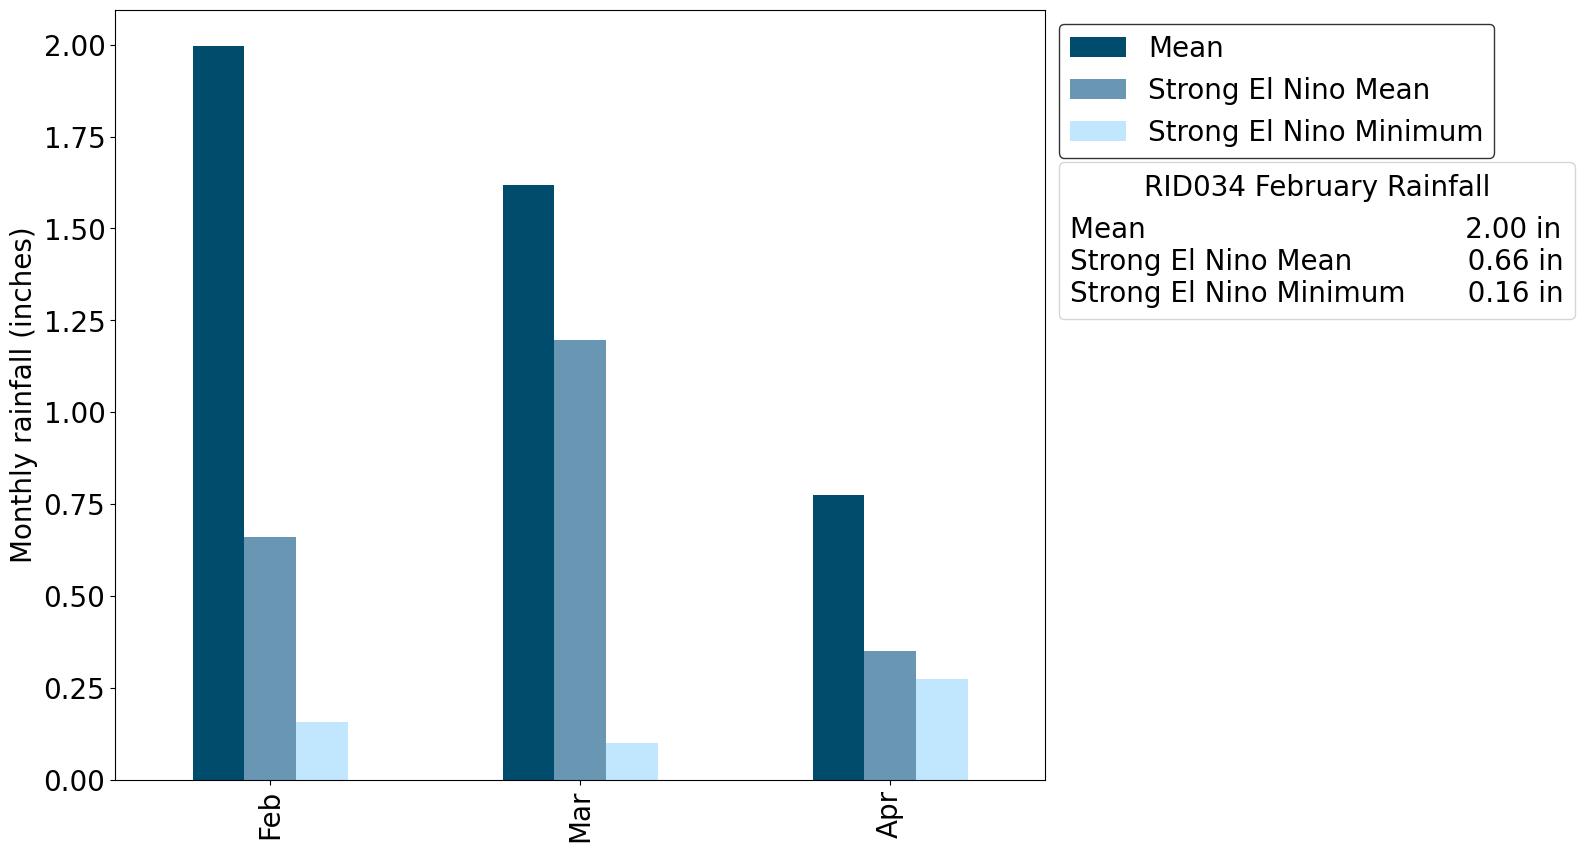 Monthly rainfall (inches)
2.00
1.75
1.50
1.25
1.00
0.75
0.50
0.25
0.00
Feb
Mar
Apr
Mean
Strong El Nino Mean
Strong El Nino Minimum
RID034 February Rainfall
Mean 2.00 in
Strong El Nino Mean 0.66 in
Strong El Nino Minimum 0.16 in